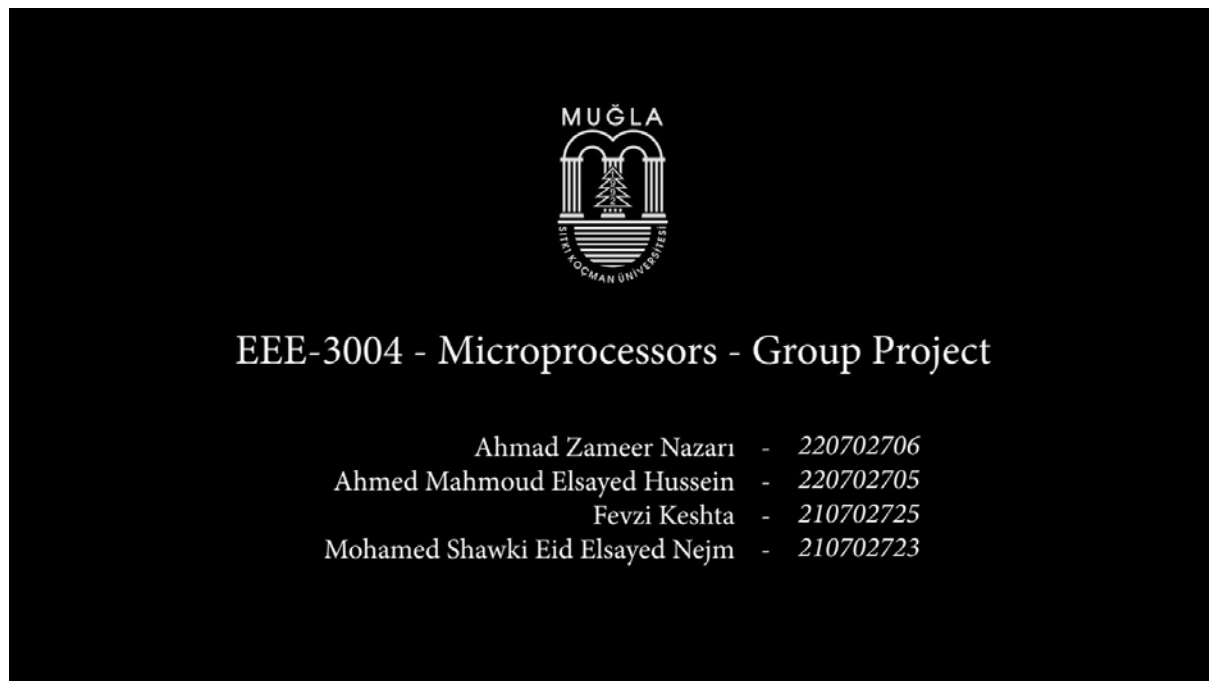 MUĞLA
1992
SITKI KOÇMAN ÜNİVERSİTESİ
EEE-3004 - Microprocessors - Group Project
Ahmad Zameer Nazarı - 220702706
Ahmed Mahmoud Elsayed Hussein - 220702705
Fevzi Keshta - 210702725
Mohamed Shawki Eid Elsayed Nejm - 210702723